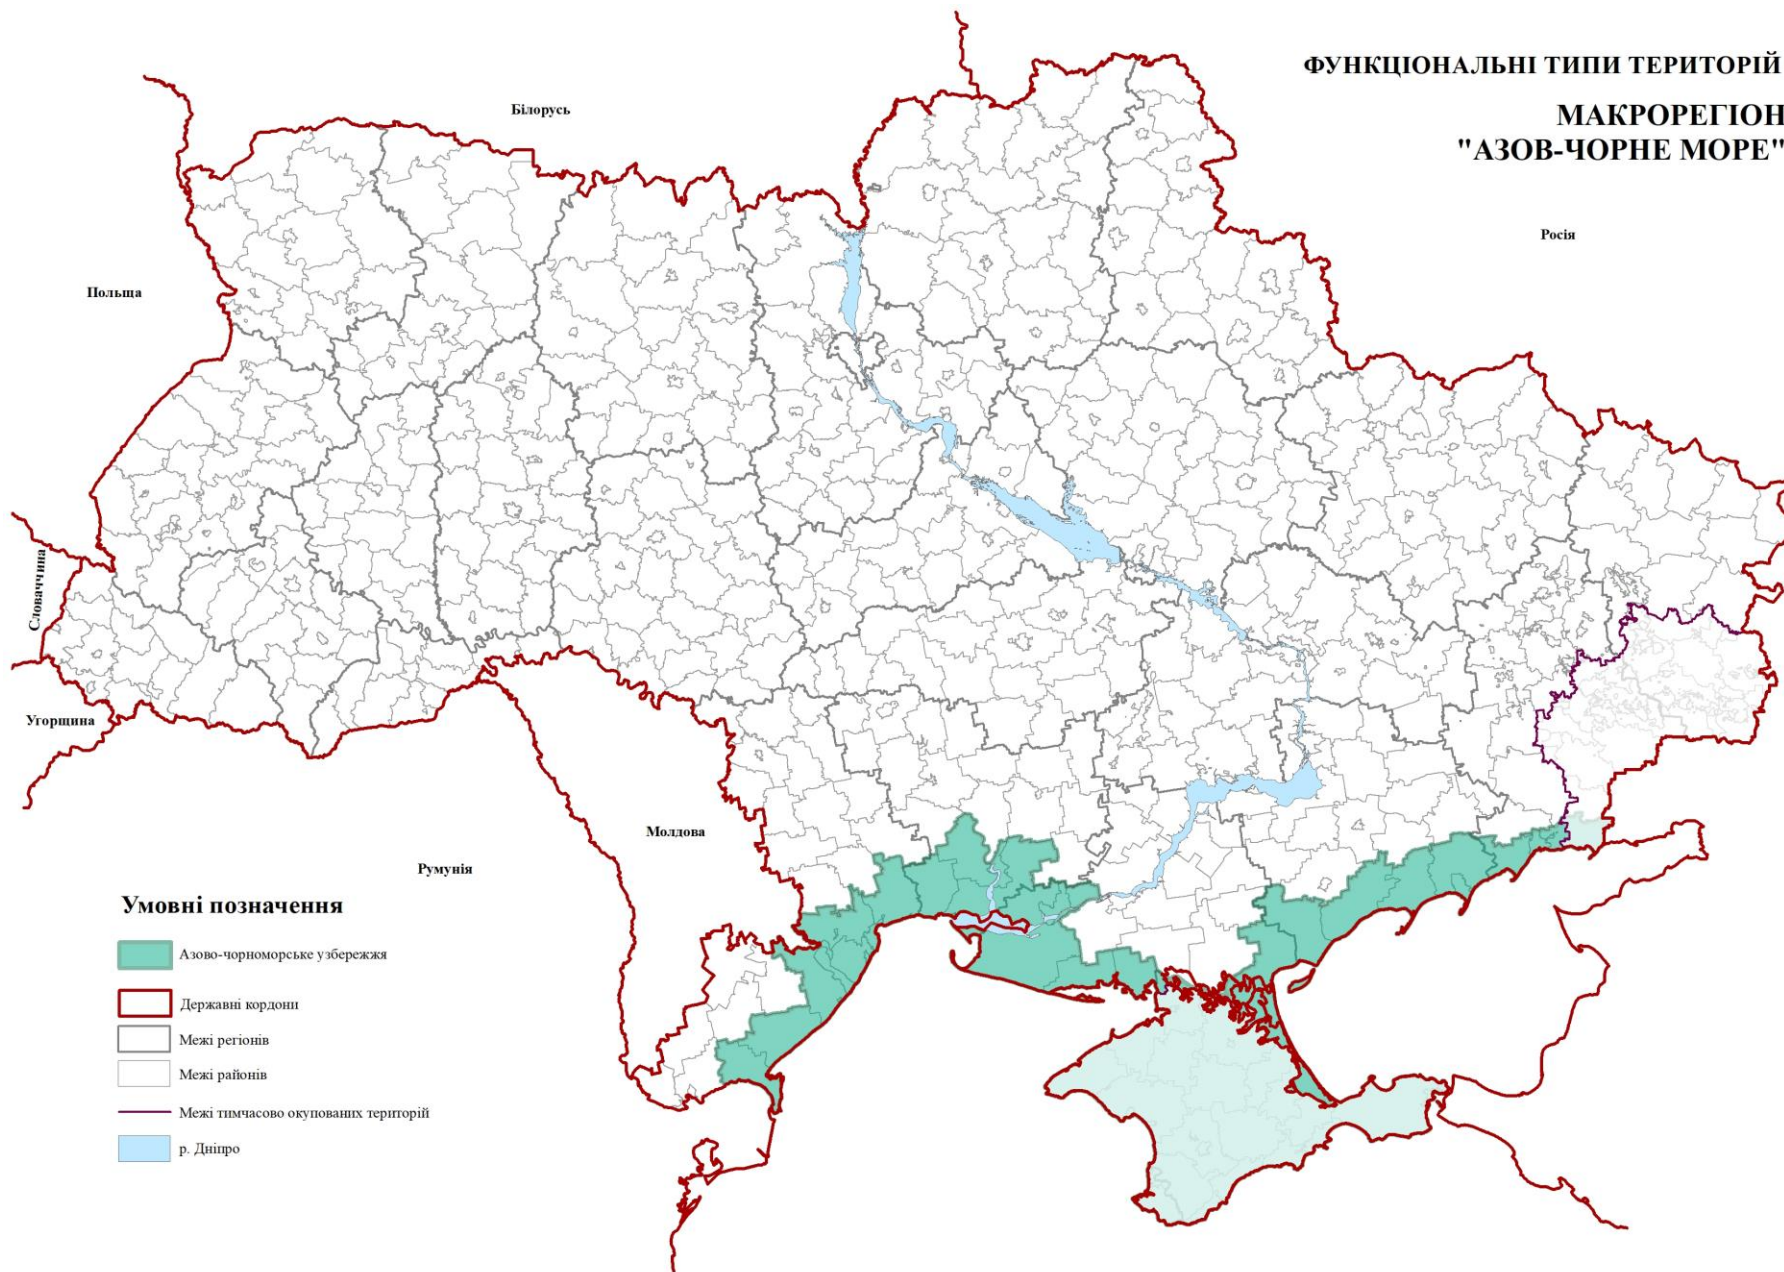 ФУНКЦІОНАЛЬНІ ТИПИ ТЕРИТОРІЙ
МАКРОРЕГІОН
"АЗОВ-ЧОРНЕ МОРЕ"
Білорусь
Росія
Польща
Словаччина
Угорщина
Молдова
Румунія
Умовні позначення
Азово-чорноморське узбережжя
Державні кордони
Межі регіонів
Межі районів
Межі тимчасово окупованих територій
р. Дніпро